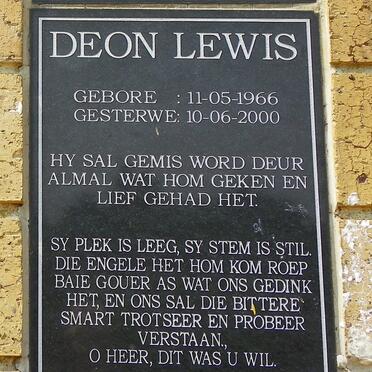 DEON LEWIS
GEBORE : 11-05-1966
GESTERWE: 10-06-2000
HY SAL GEMIS WORD DEUR
ALMAL WAT HOM GEKEN EN
LIEF GEHAD HET.
SY PLEK IS LEEG, SY STEM IS STIL.
DIE ENGELE HET HOM KOM ROEP
BAIE GOUER AS WAT ONS GEDINK
HET, EN ONS SAL DIE BITTERE
SMART TROTSEER EN PROBEER
VERSTAAN.,
O HEER, DIT WAS U WIL.